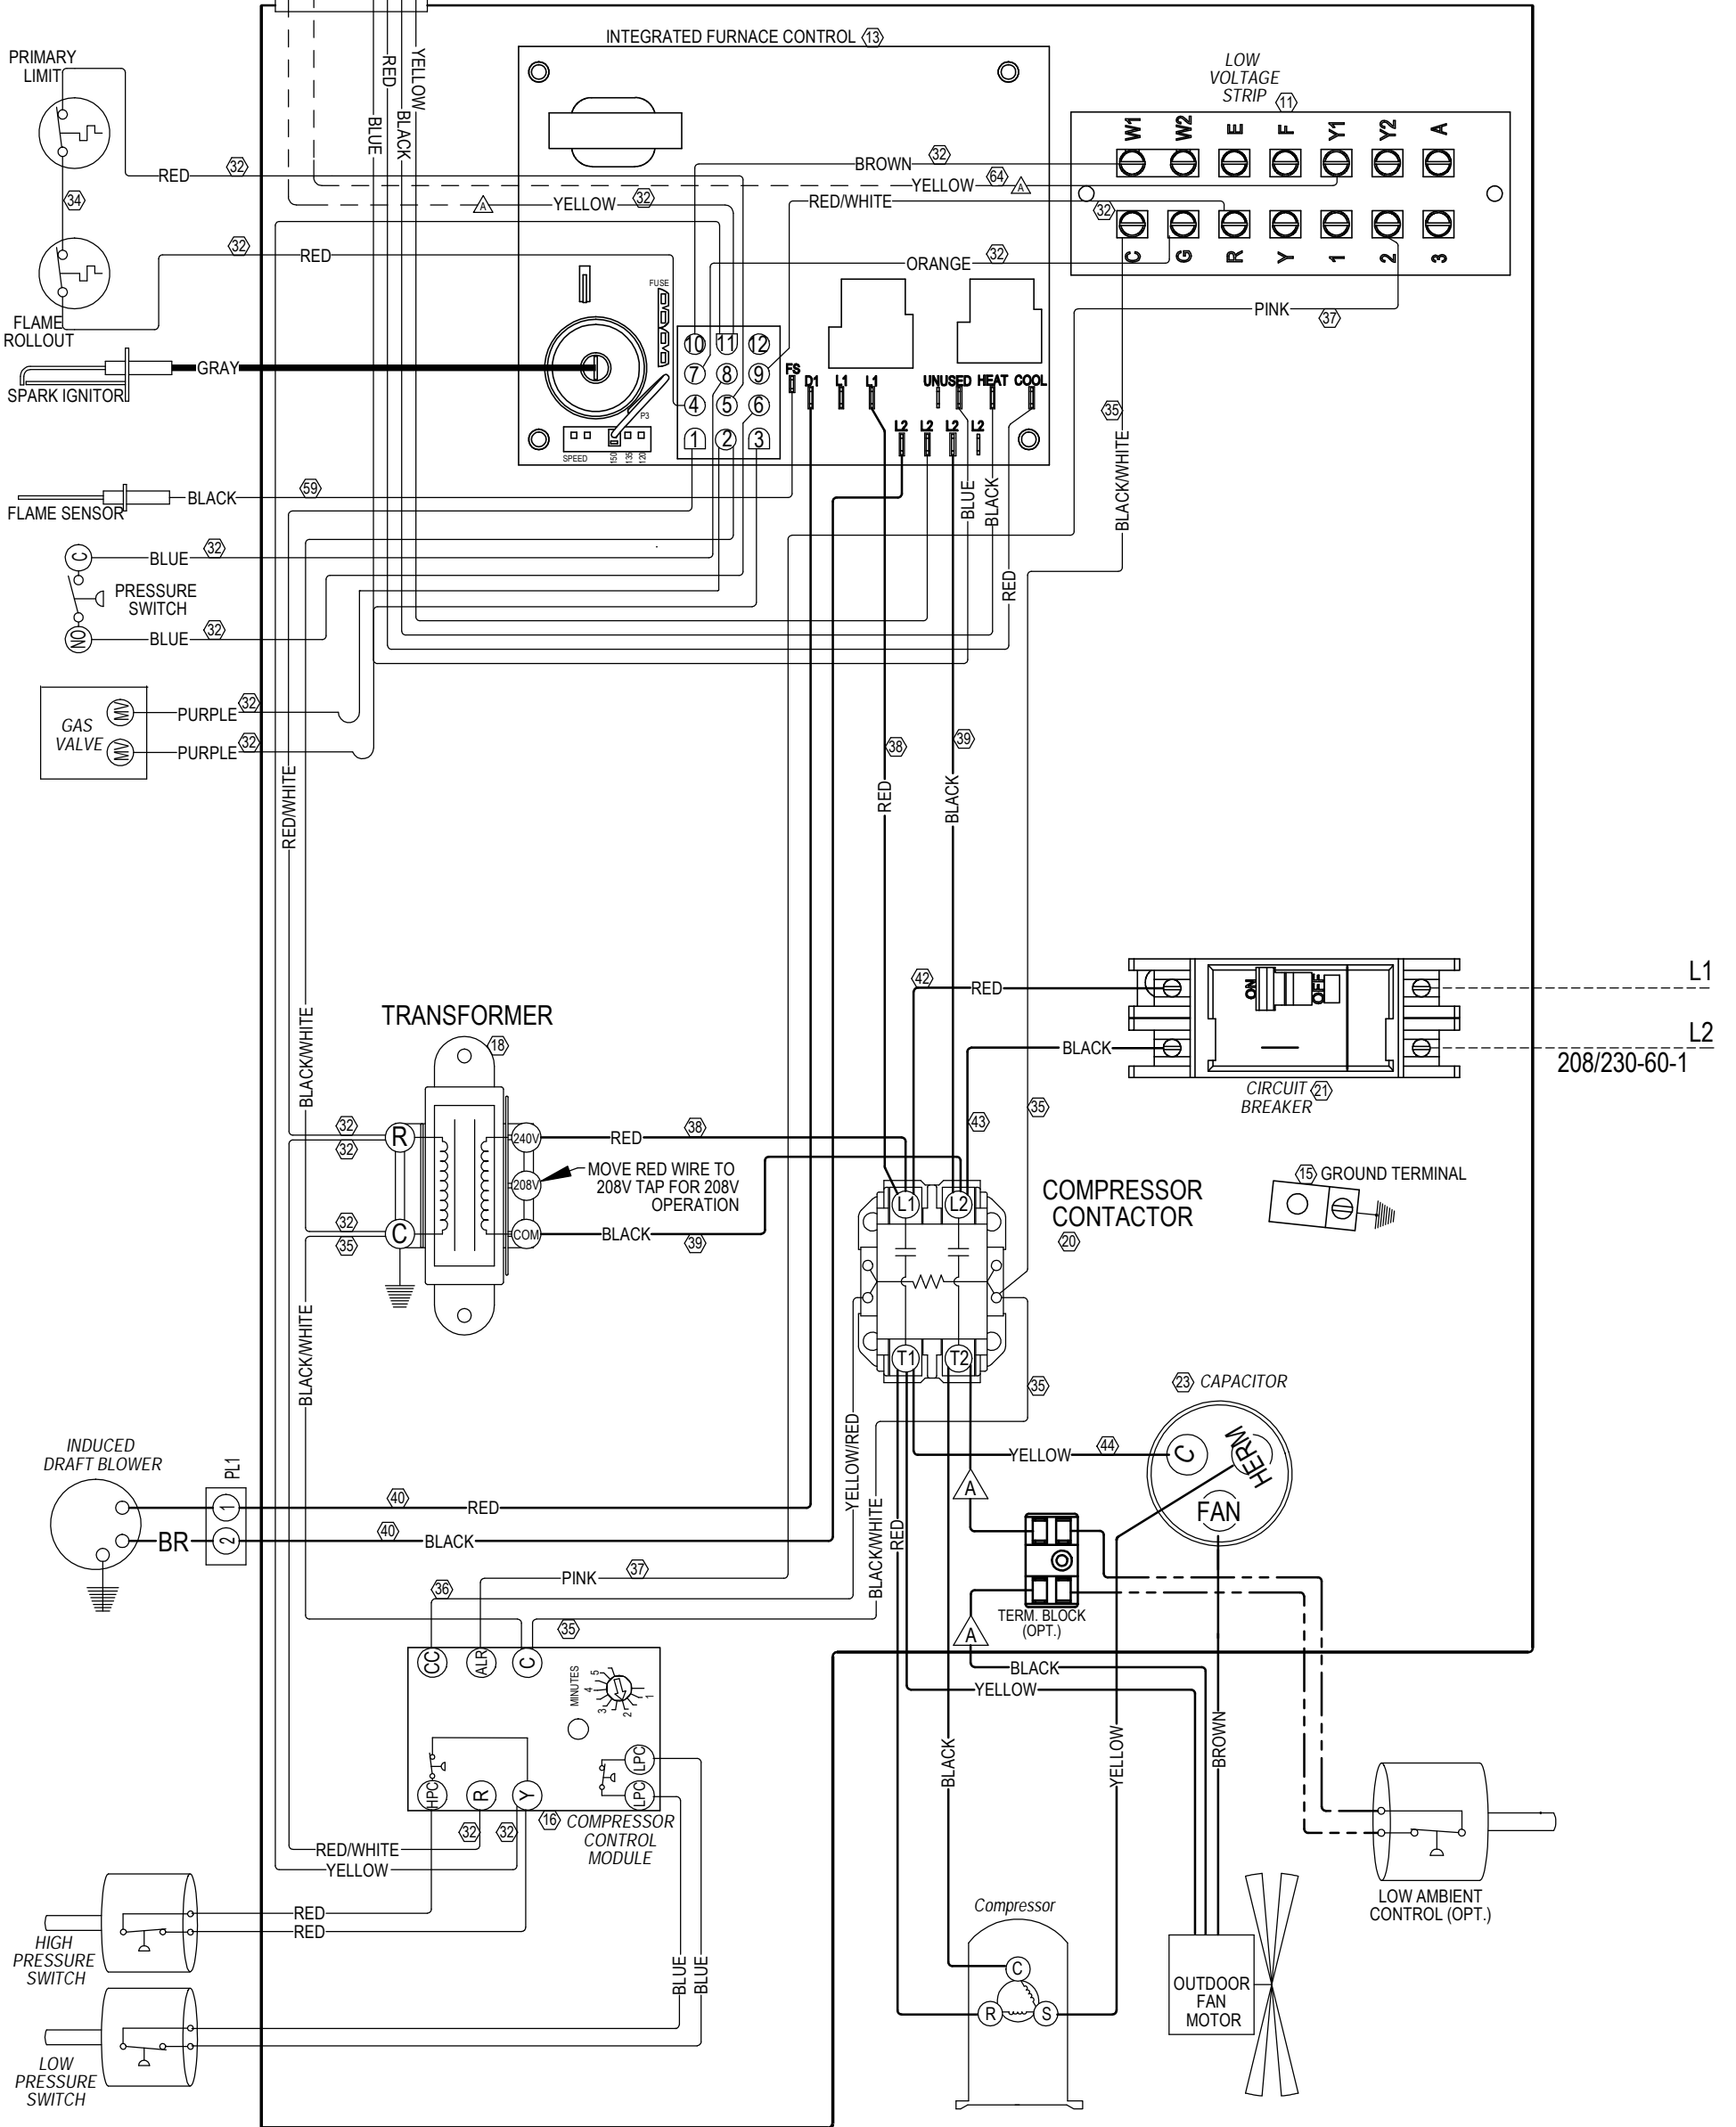 INTEGRATED FURNACE CONTROL 13
PRIMARY
LIMIT
RED
YELLOW
BLUE
BLACK
LOW
VOLTAGE
STRIP
11
W1 W2 E F Y1 Y2 A
C G R Y 1 2 3
BROWN 32
YELLOW 64 A
RED 32
A YELLOW 32
RED/WHITE 32
34
32 RED
ORANGE 32
FLAME
ROLLOUT
PINK
37
FUSE
GRAY
SPARK IGNITOR
10 11 12
7 8 9
4 5 6
1 2 3
P3
SPEED
150
135
120
FS D1 L1 L1 UNUSED HEAT COOL
L2 L2 L2 L2
35
BLACK/WHITE
FLAME SENSOR
BLACK 59
BLUE
BLACK
RED
C
BLUE 32
PRESSURE
SWITCH
NO
BLUE 32
GAS
VALVE
MV
MV
PURPLE 32
PURPLE 32
38
RED
39
BLACK
RED/WHITE
BLACK/WHITE
TRANSFORMER
18
42
RED
BLACK
43
ON
OFF
CIRCUIT 21
BREAKER
L1
L2
208/230-60-1
35
32
32
R
240V
RED 38
208V
MOVE RED WIRE TO
208V TAP FOR 208V
OPERATION
32
35
C
COM
BLACK
39
L1 L2
COMPRESSOR
CONTACTOR
20
15 GROUND TERMINAL
BLACK/WHITE
T1 T2
35
23 CAPACITOR
C
HERM
FAN
YELLOW 44
YELLOW/RED
BLACK/WHITE
RED
A
INDUCED
DRAFT BLOWER
PL1
1
2
BR
40
RED
40
BLACK
PINK 37
36
35
TERM. BLOCK
(OPT.)
A
CC ALR C
MINUTES
5
4
3
2
1
BLACK
YELLOW
BLACK
YELLOW
BROWN
LPC
LPC
HPC R Y
16 COMPRESSOR
CONTROL
MODULE
32 32
RED/WHITE
YELLOW
RED
RED
HIGH
PRESSURE
SWITCH
BLUE
BLUE
LOW
PRESSURE
SWITCH
Compressor
C
R S
OUTDOOR
FAN
MOTOR
LOW AMBIENT
CONTROL (OPT.)